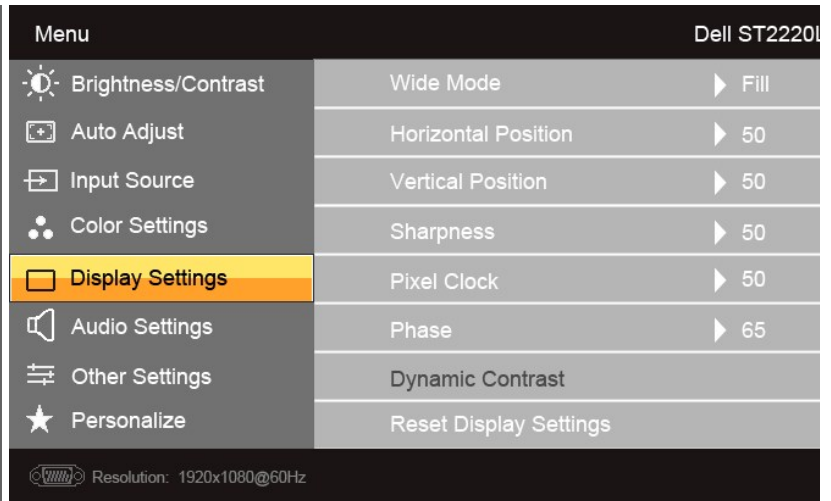 Menu
Dell ST2220L
Brightness/Contrast
Auto Adjust
Input Source
Color Settings
Display Settings
Audio Settings
Other Settings
Personalize
Wide Mode Fill
Horizontal Position 50
Vertical Position 50
Sharpness 50
Pixel Clock 50
Phase 65
Dynamic Contrast
Reset Display Settings
Resolution: 1920x1080@60Hz